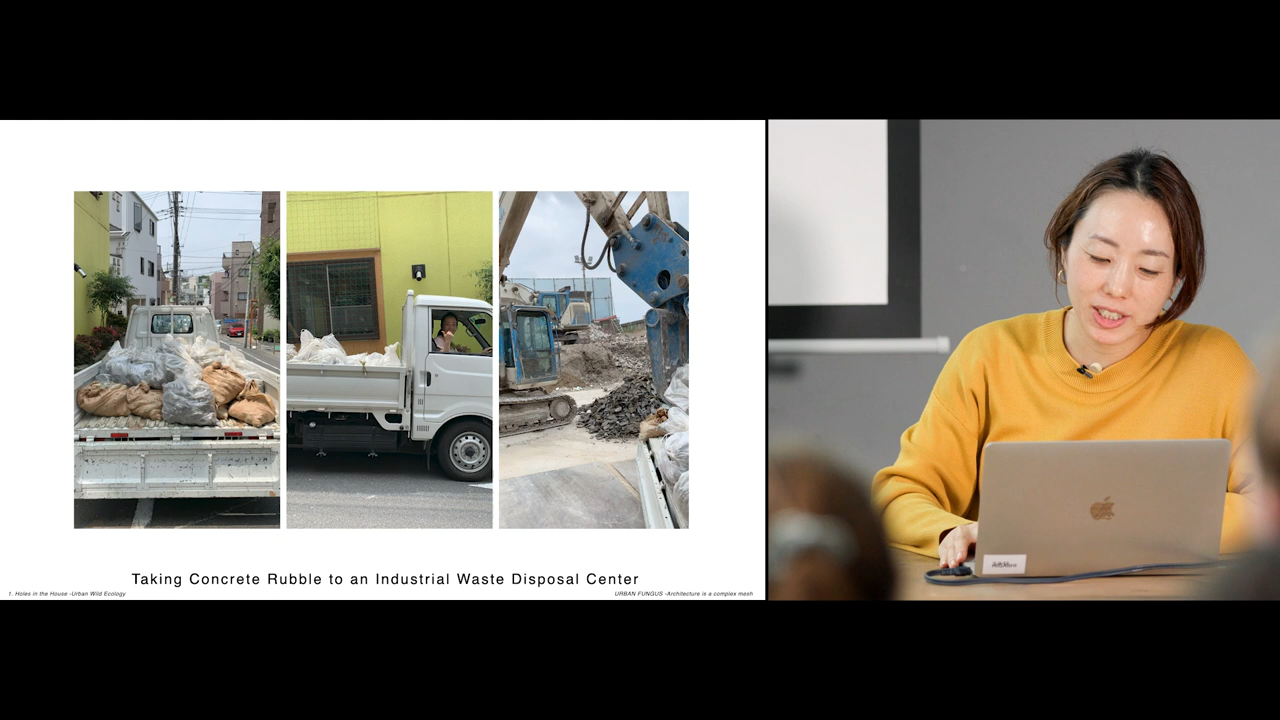 Taking Concrete Rubble to an Industrial Waste Disposal Center
1. Holes in the House -Urban Wild Ecology
URBAN FUNGUS -Architecture is a complex mesh